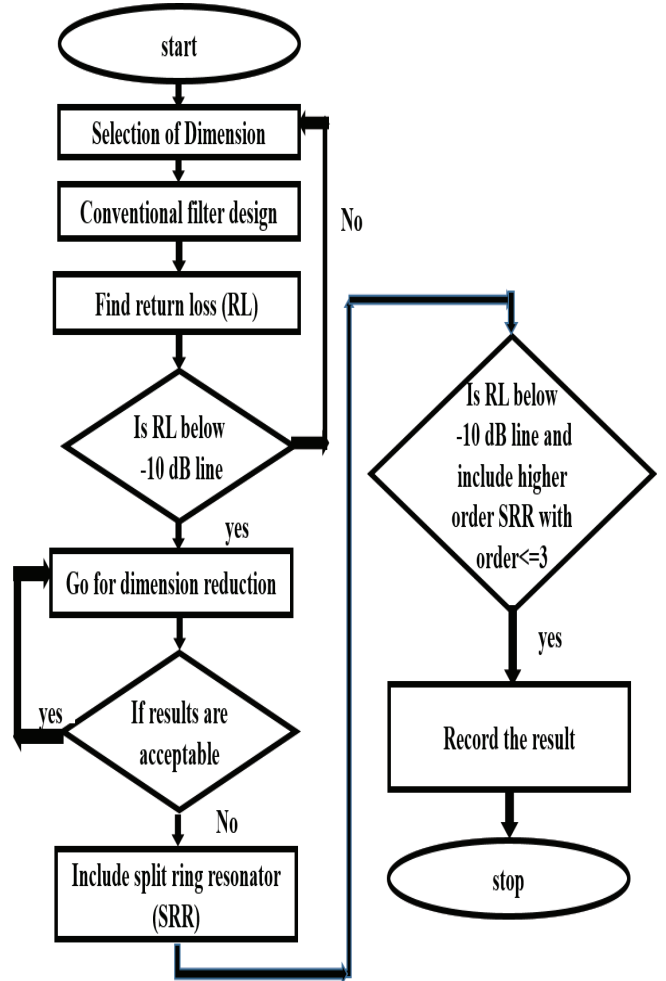 start
Selection of Dimension
Conventional filter design
No
Find return loss (RL)
Is RL below
-10 dB line
yes
Go for dimension reduction
yes
If results are
acceptable
No
Include split ring resonator
(SRR)
Is RL below
-10 dB line and
include higher
order SRR with
order<=3
yes
Record the result
stop